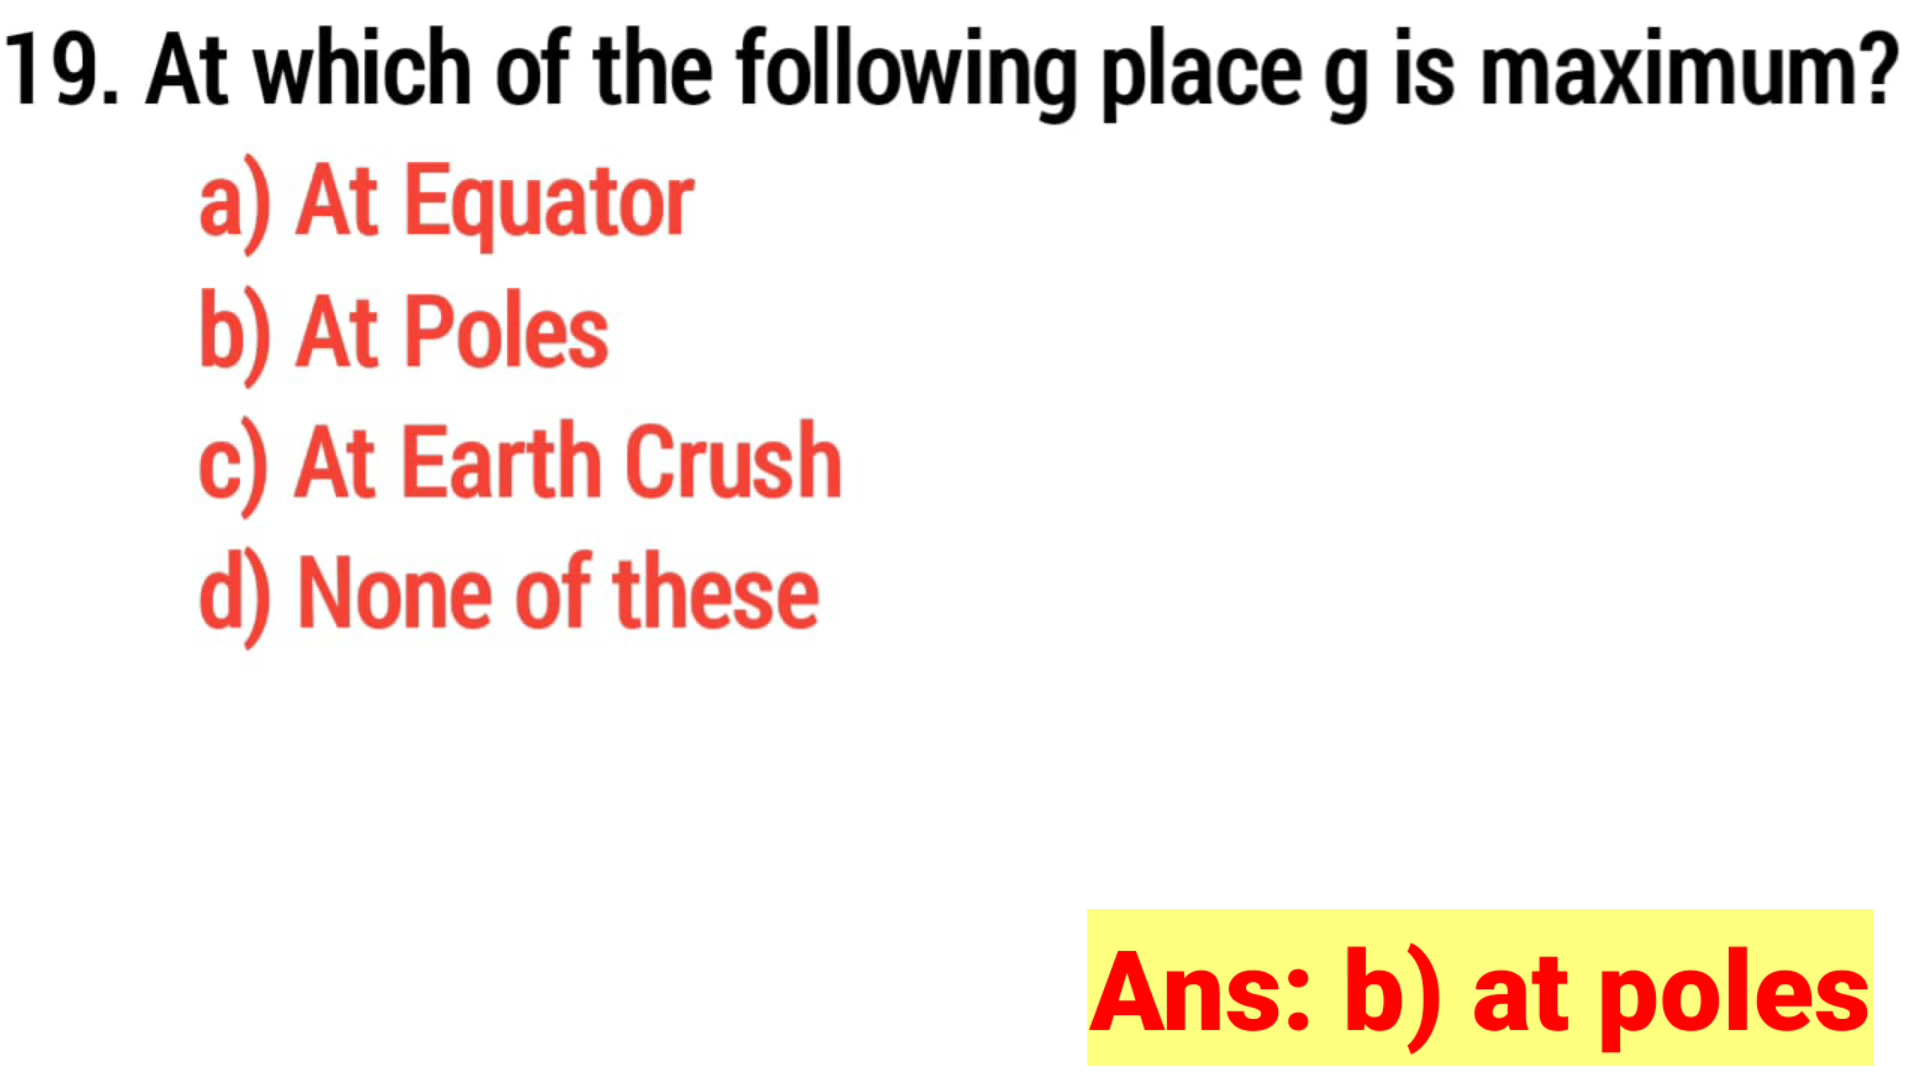 19. At which of the following place g is maximum?
a) At Equator
b) At Poles
c) At Earth Crush
d) None of these
Ans: b) at poles